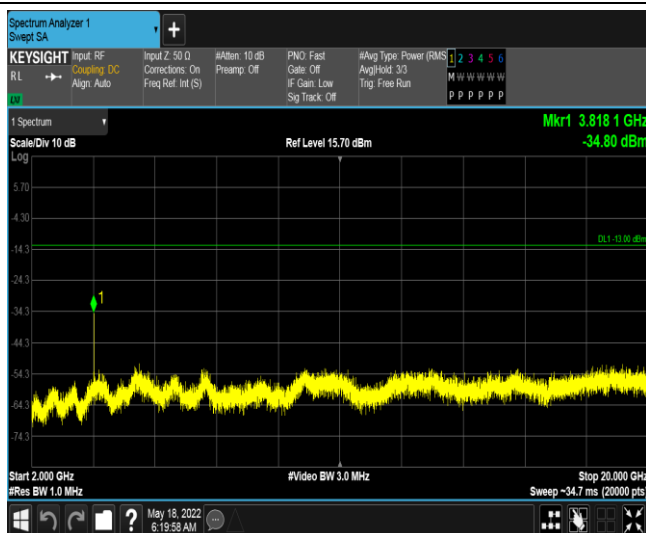 Spectrum Analyzer 1
Swept SA
KEYSIGHT
RL
LXI
Input: RF
Coupling: DC
Align: Auto
Input Z: 50 Ω
Corrections: On
Freq Ref: Int (S)
#Atten: 10 dB
Preamp: Off
PNO: Fast
Gate: Off
IF Gain: Low
Sig Track: Off
#Avg Type: Power (RMS
Avg|Hold: 3/3
Trig: Free Run
1 2 3 4 5 6
M W W W W W
P P P P P P
1 Spectrum
Mkr1 3.818 1 GHz
Scale/Div 10 dB
Ref Level 15.70 dBm
-34.80 dBm
Log
5.70
-4.30
DL1 -13.00 dBm
-14.3
-24.3
1
-34.3
-44.3
-54.3
-64.3
-74.3
Start 2.000 GHz
#Video BW 3.0 MHz
Stop 20.000 GHz
#Res BW 1.0 MHz
Sweep ~34.7 ms (20000 pts)
?
May 18, 2022
6:19:58 AM